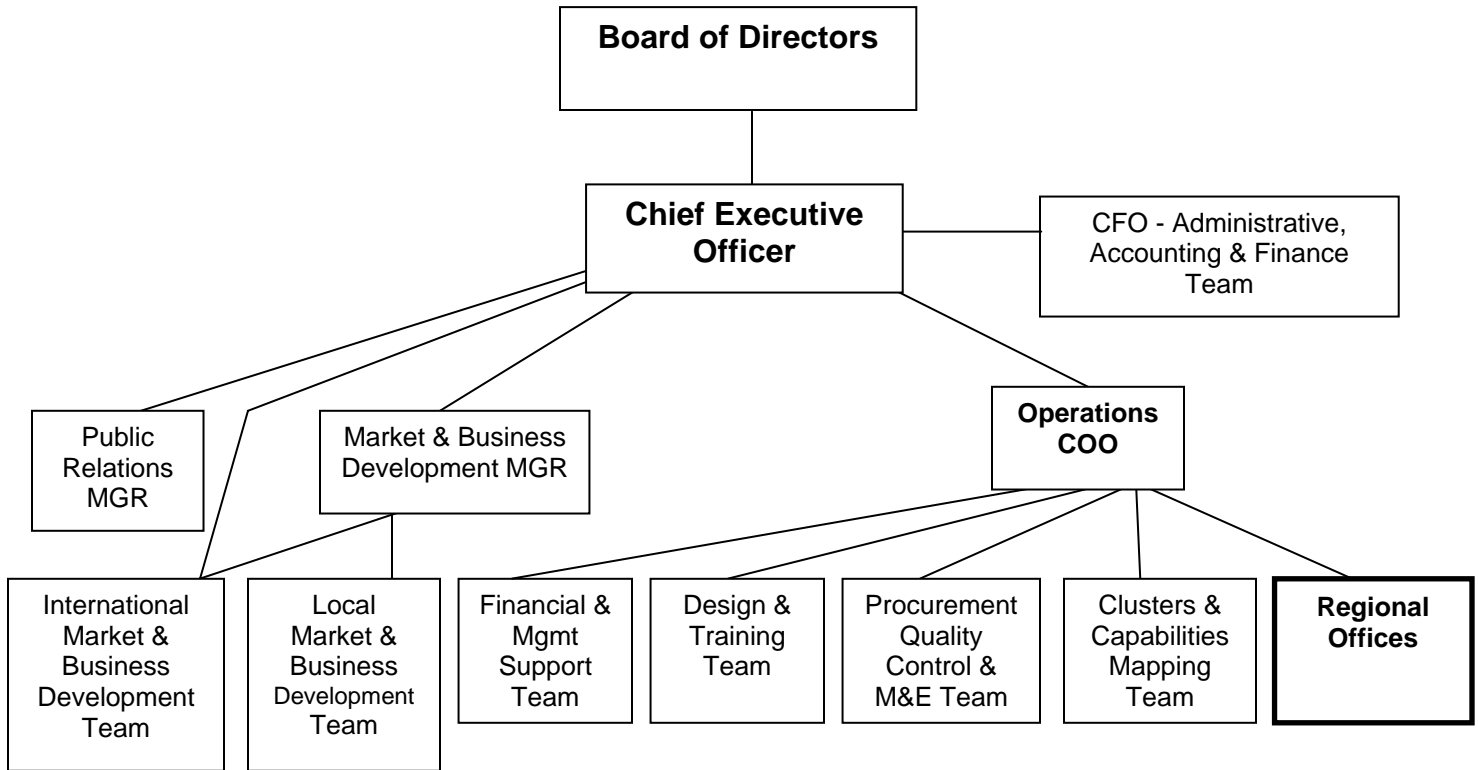 Board of Directors
Chief Executive
Officer
CFO - Administrative,
Accounting & Finance
Team
Public
Relations
MGR
Market & Business
Development MGR
Operations
COO
International
Market &
Business
Development
Team
Local
Market &
Business
Development
Team
Financial &
Mgmt
Support
Team
Design &
Training
Team
Procurement
Quality
Control &
M&E Team
Clusters &
Capabilities
Mapping
Team
Regional
Offices